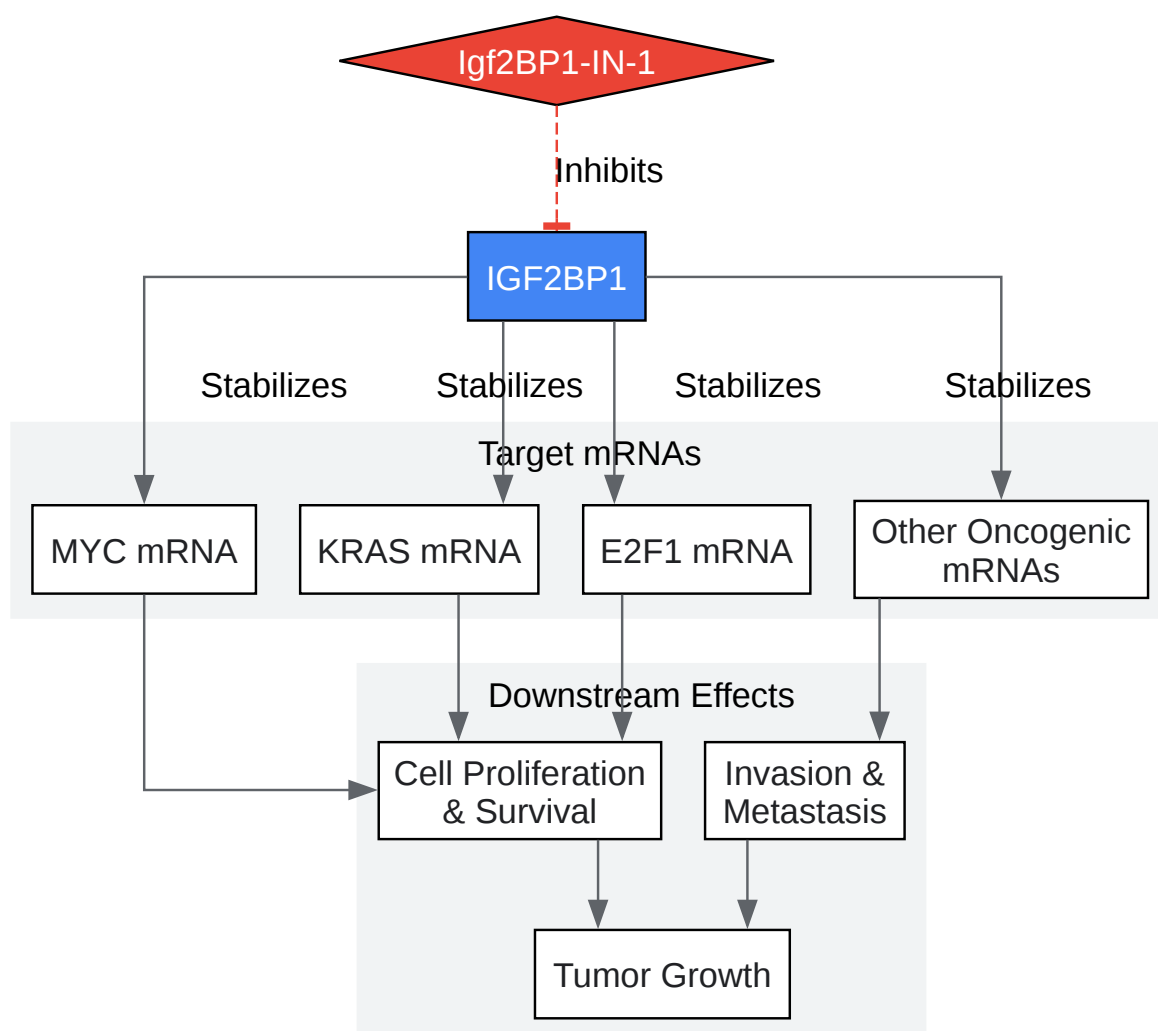 Igf2BP1-IN-1
Inhibits
IGF2BP1
Stabilizes
Stabilizes
Stabilizes
Stabilizes
Target mRNAs
MYC mRNA
KRAS mRNA
E2F1 mRNA
Other Oncogenic
mRNAs
Downstream Effects
Cell Proliferation
& Survival
Invasion &
Metastasis
Tumor Growth